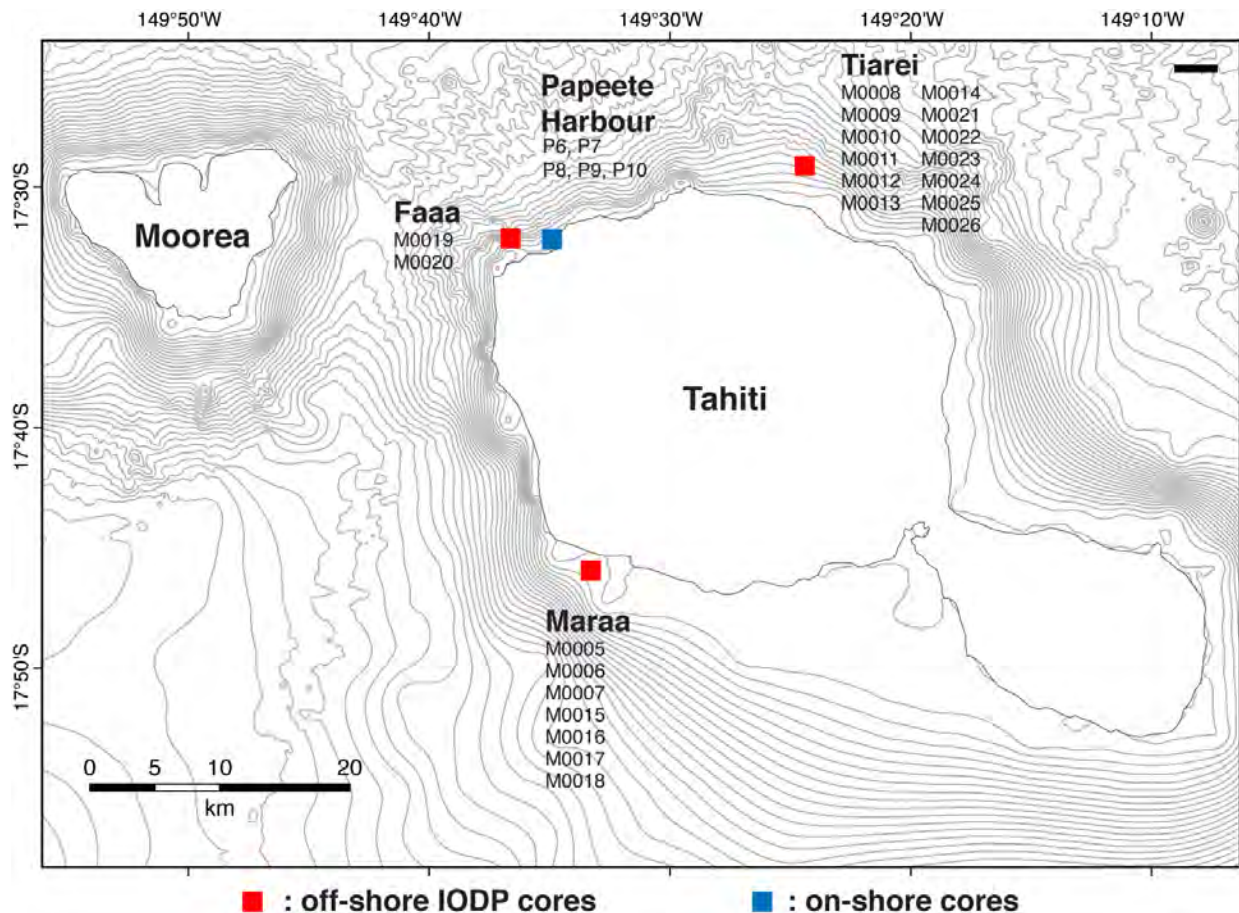 149°50'W 149°40'W 149°30'W 149°20'W 149°10'W
17°30'S
17°40'S
17°50'S
Moorea
Faaa
M0019
M0020
Papeete
Harbour
P6, P7
P8, P9, P10
Tiarei
M0008 M0014
M0009 M0021
M0010 M0022
M0011 M0023
M0012 M0024
M0013 M0025
M0026
Tahiti
Maraa
M0005
M0006
M0007
M0015
M0016
M0017
M0018
0 5 10 20
km
: off-shore IODP cores
: on-shore cores